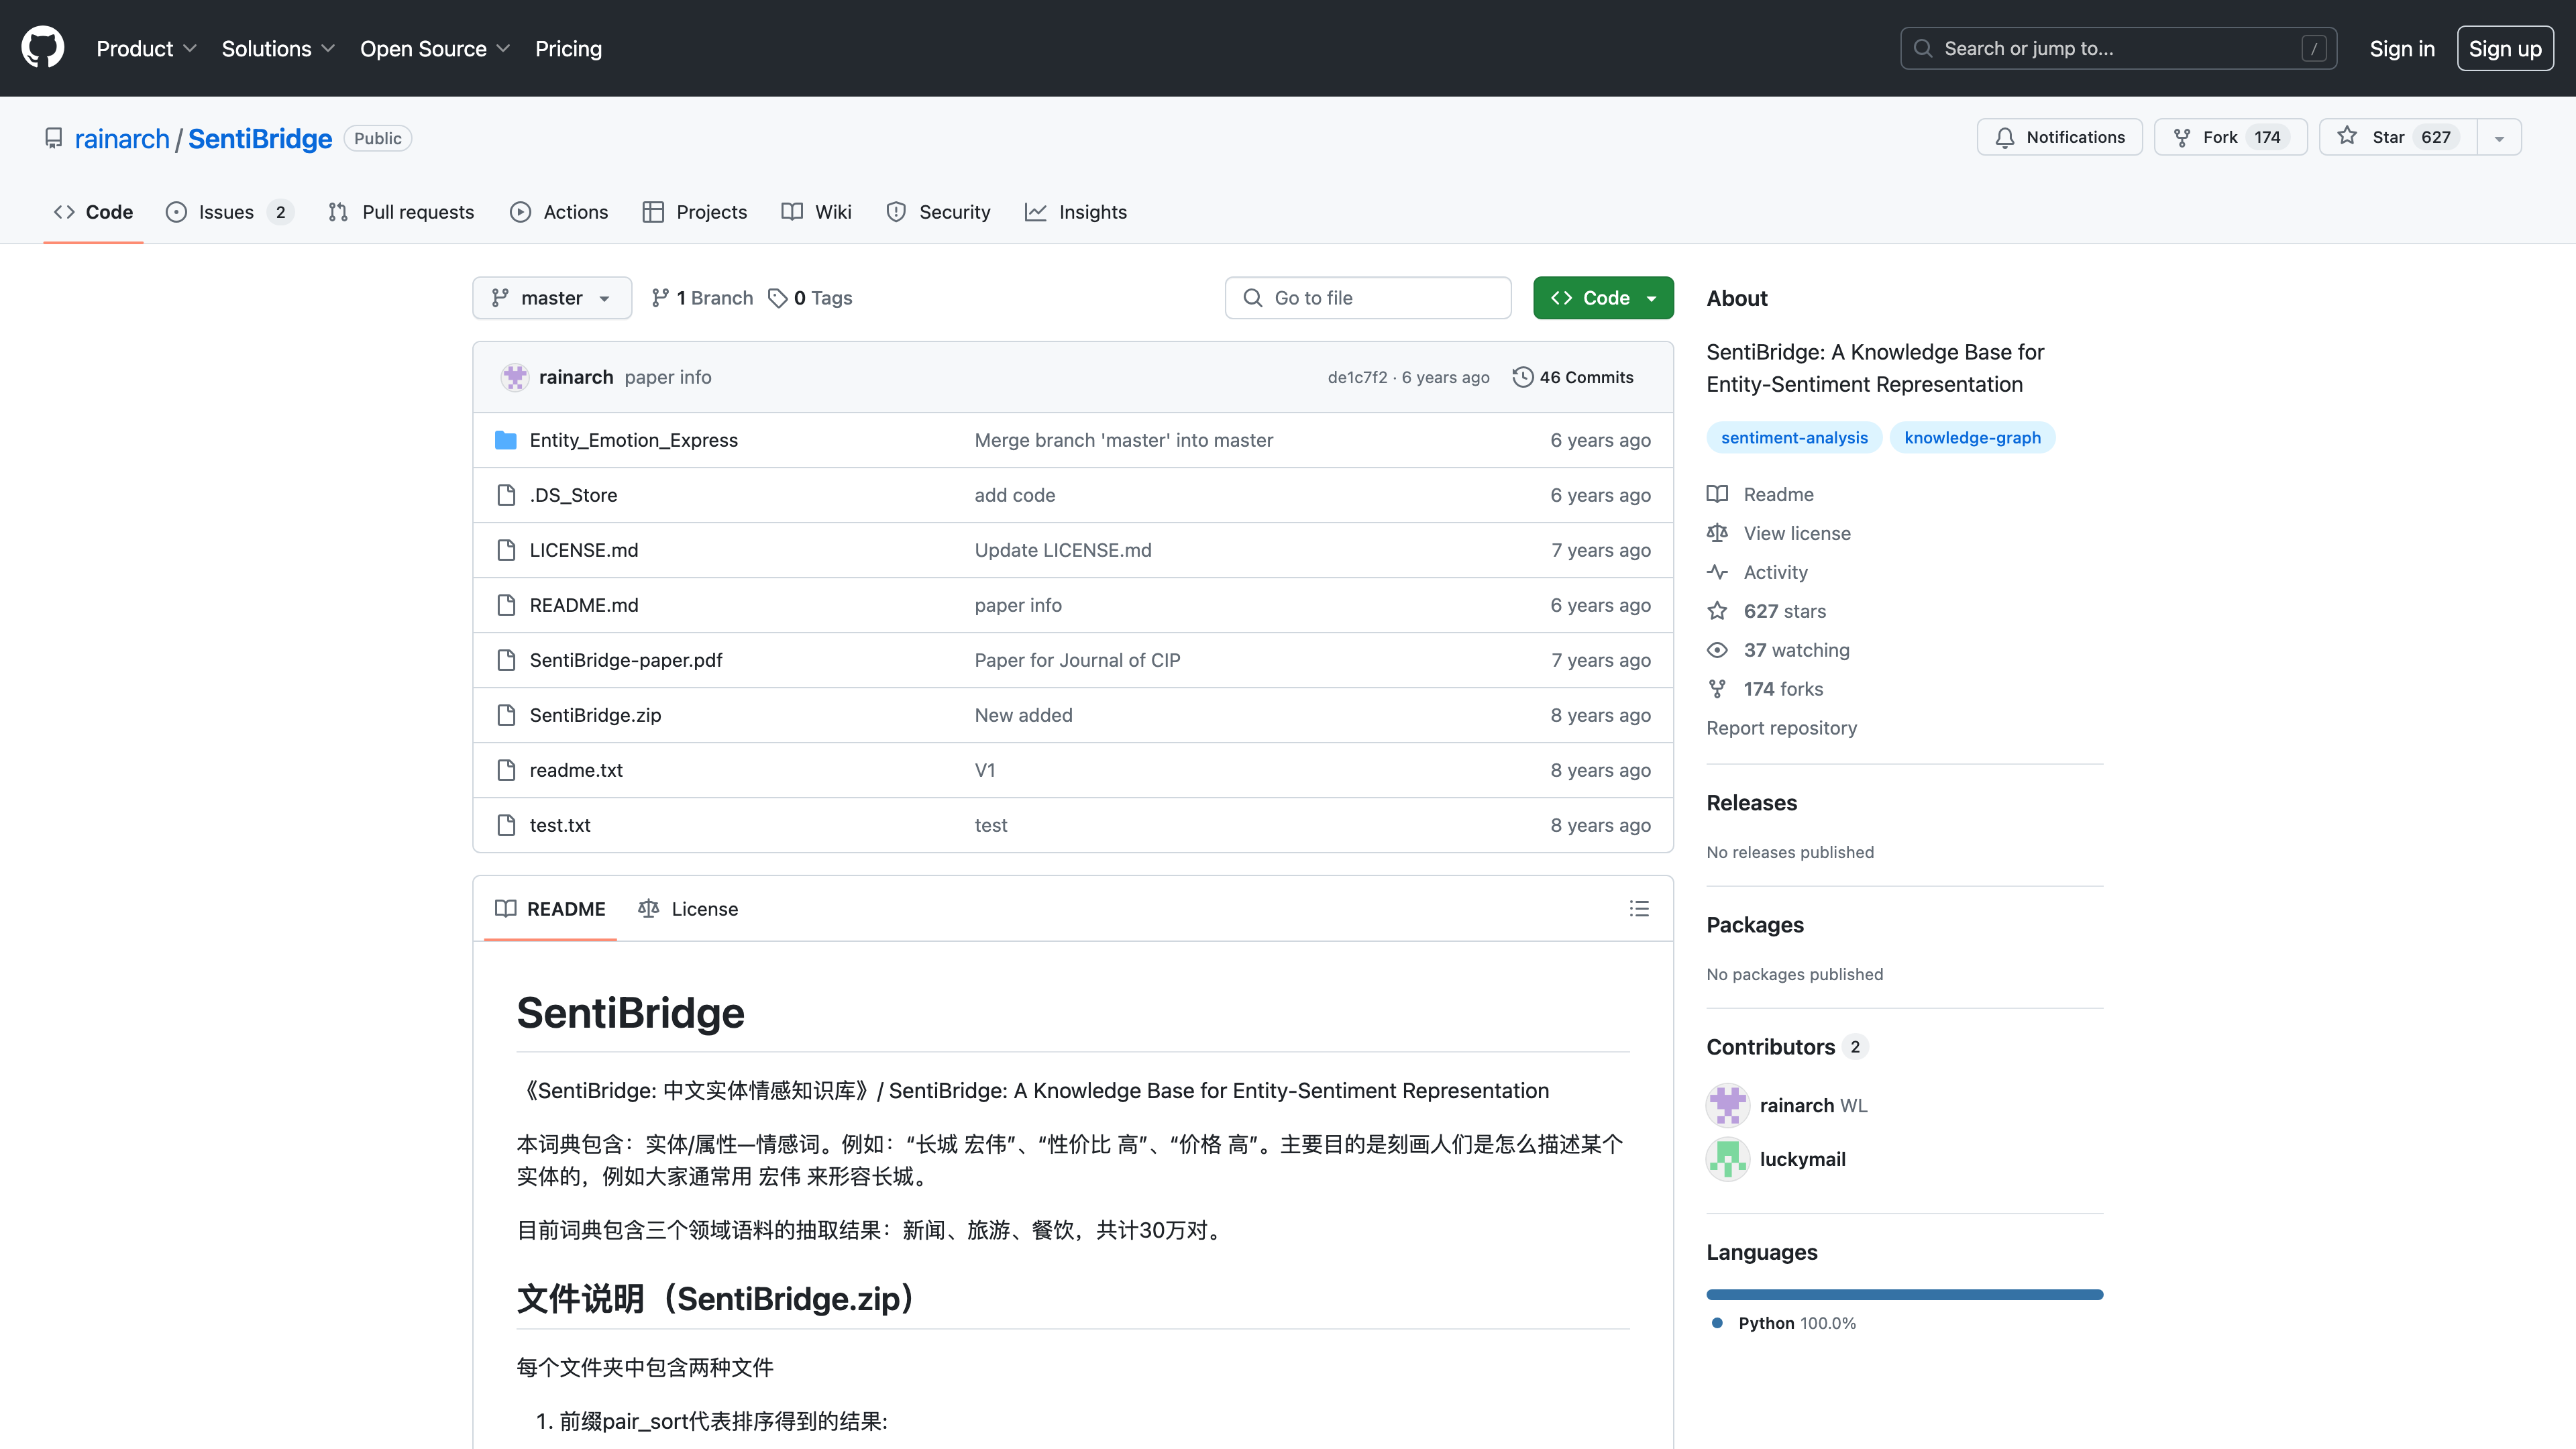 Product
Solutions
Open Source
Pricing
Search or jump to...
/
Sign in
Sign up
rainarch / SentiBridge
Public
Notifications
Fork 174
Star 627
Code
Issues 2
Pull requests
Actions
Projects
Wiki
Security
Insights
master
1 Branch
0 Tags
Go to file
Code
rainarch paper info
de1c7f2 · 6 years ago
46 Commits
Entity_Emotion_Express Merge branch 'master' into master 6 years ago
.DS_Store add code 6 years ago
LICENSE.md Update LICENSE.md 7 years ago
README.md paper info 6 years ago
SentiBridge-paper.pdf Paper for Journal of CIP 7 years ago
SentiBridge.zip New added 8 years ago
readme.txt V1 8 years ago
test.txt test 8 years ago
README
License
SentiBridge
《SentiBridge: 中文实体情感知识库》/ SentiBridge: A Knowledge Base for Entity-Sentiment Representation
本词典包含：实体/属性—情感词。例如：“长城 宏伟”、“性价比 高”、“价格 高”。主要目的是刻画人们是怎么描述某个
实体的，例如大家通常用 宏伟 来形容长城。
目前词典包含三个领域语料的抽取结果：新闻、旅游、餐饮，共计30万对。
文件说明（SentiBridge.zip）
每个文件夹中包含两种文件
1. 前缀pair_sort代表排序得到的结果:
About
SentiBridge: A Knowledge Base for
Entity-Sentiment Representation
sentiment-analysis
knowledge-graph
Readme
View license
Activity
627 stars
37 watching
174 forks
Report repository
Releases
No releases published
Packages
No packages published
Contributors 2
rainarch WL
luckymail
Languages
Python 100.0%